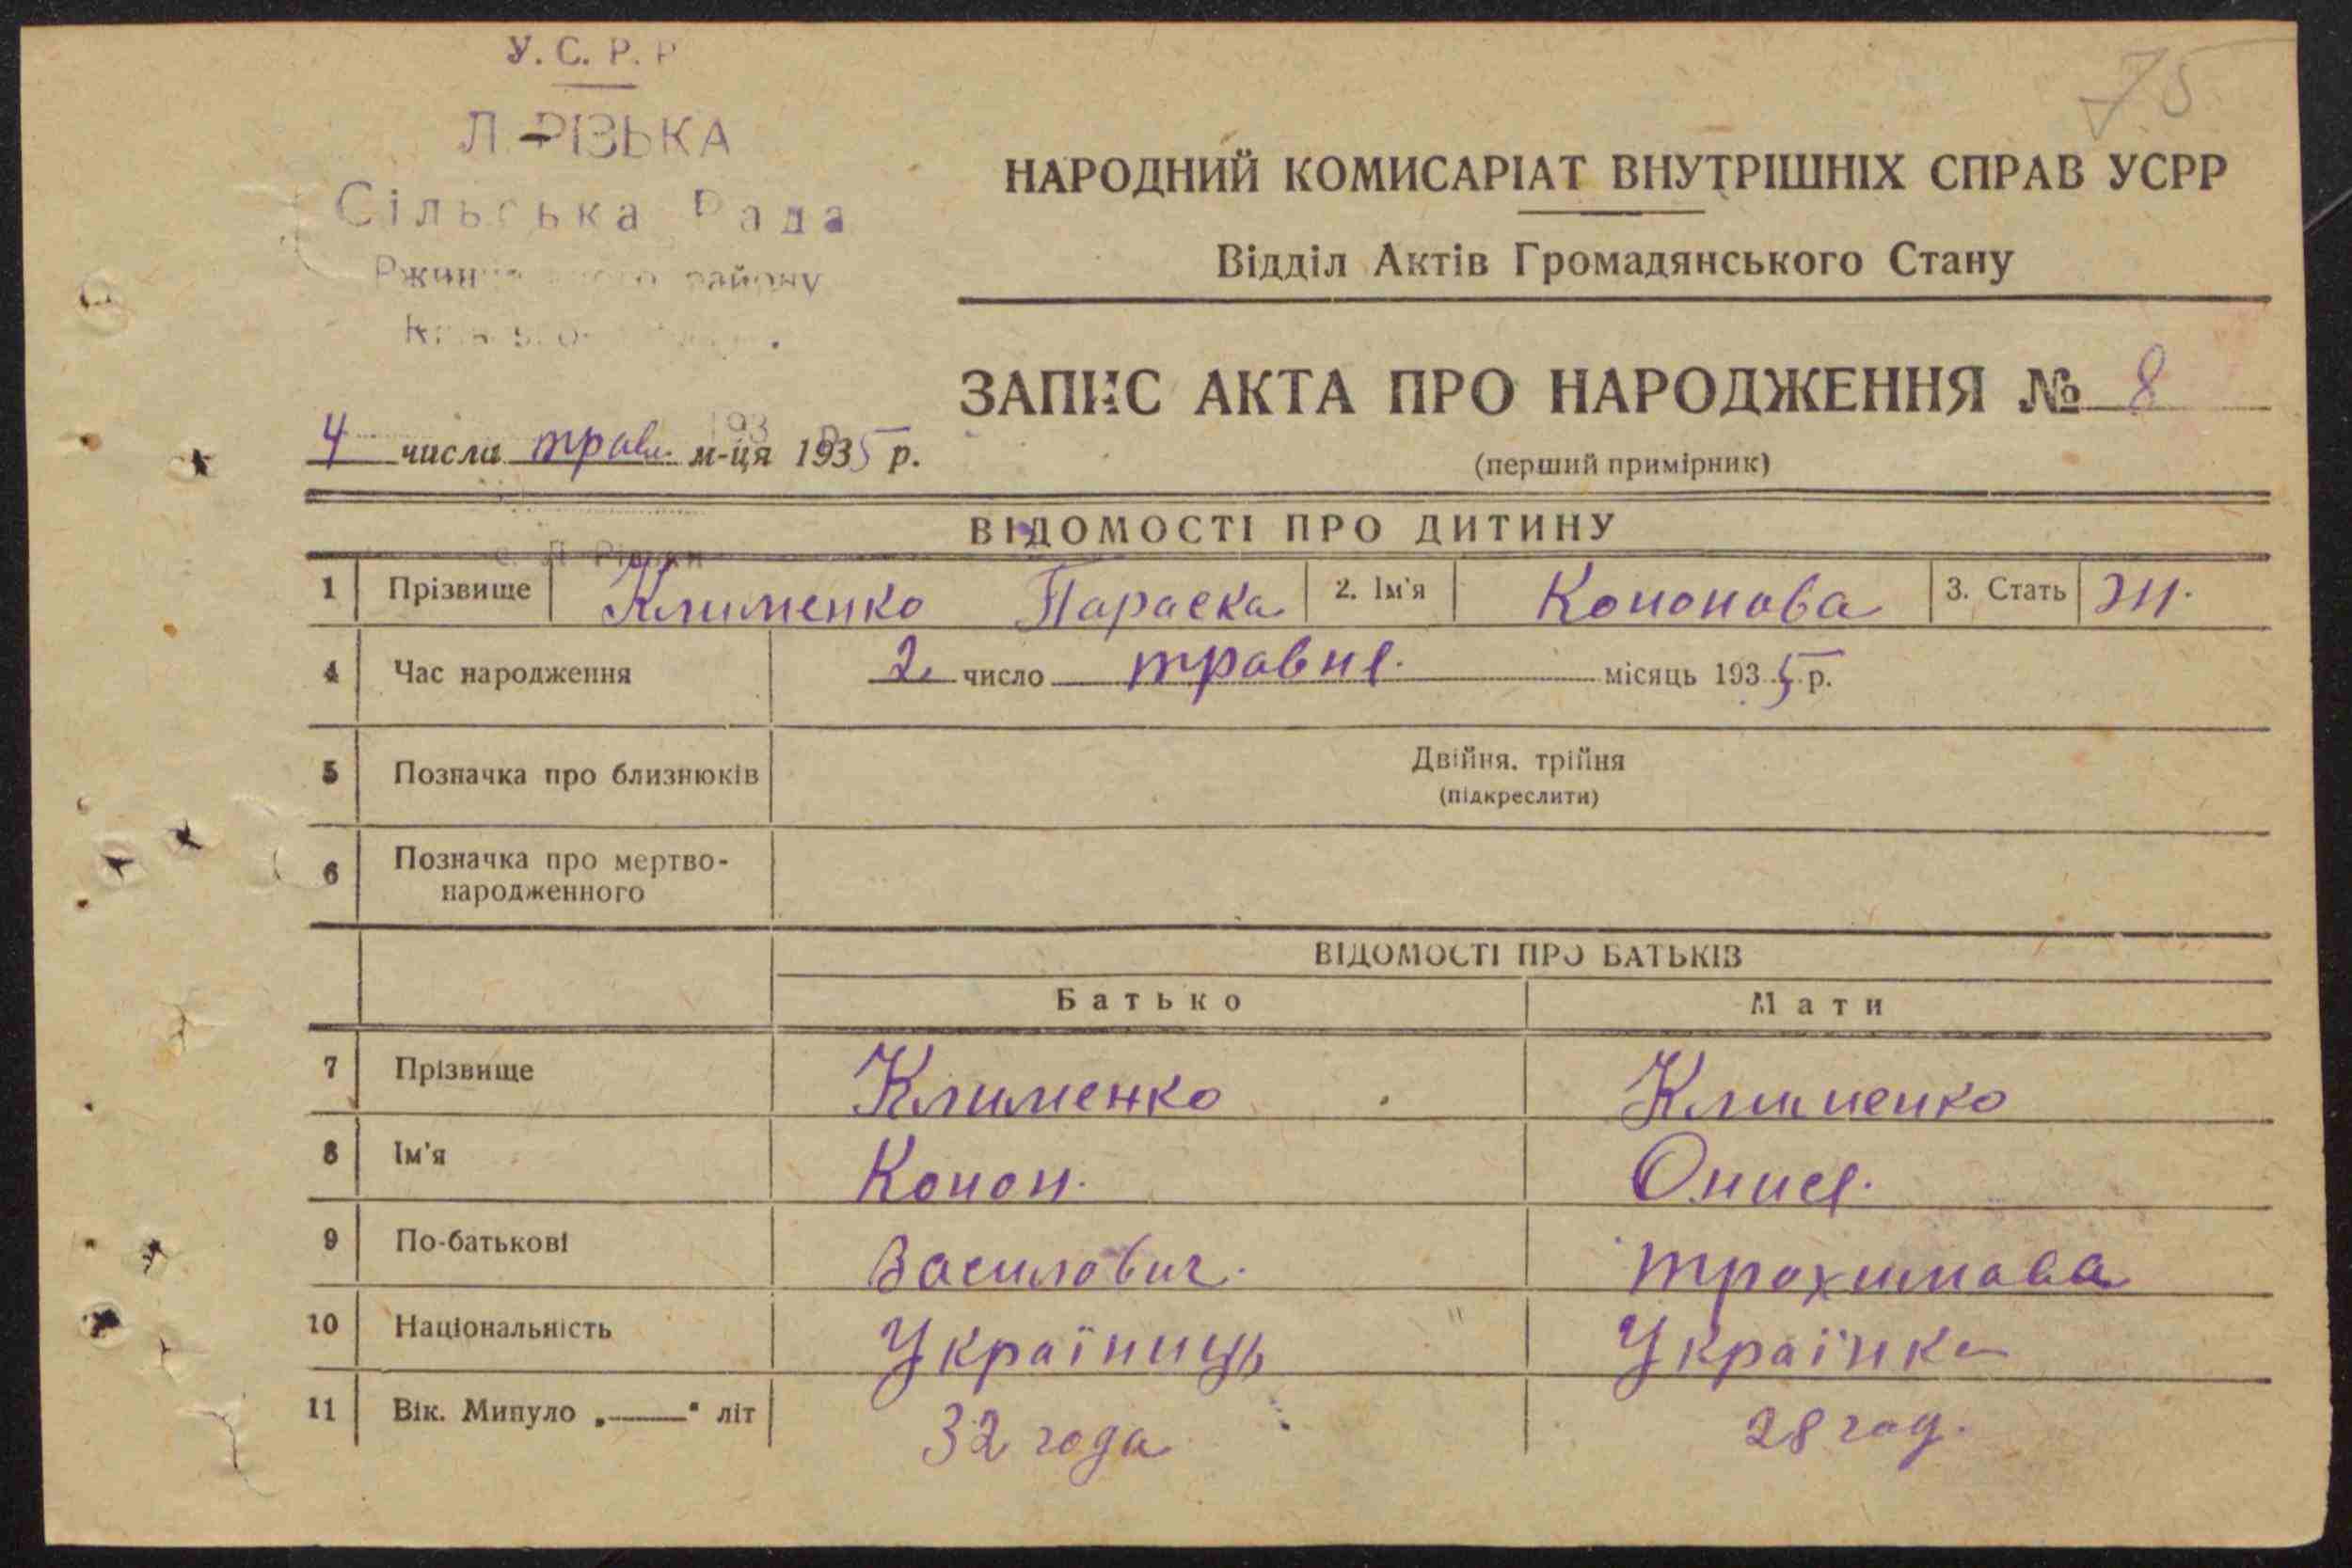 У. С. Р. Р
75
Л-РІЗЬКА
Сільська Рада
району
НАРОДНИЙ КОМИСАРІАТ ВНУТРІШНІХ СПРАВ УСРР
Відділ Актів Громадянського Стану
ЗАПИС АКТА ПРО НАРОДЖЕННЯ № 8
(перший примірник)
4 числа травн. м-ця 1935 р.
ВІДОМОСТІ ПРО ДИТИНУ
1 Прізвище Клименко Параска 2. Ім'я Кононова 3. Стать Ж.
4 Час народження 2 число травня. місяць 1935 р.
5 Позначка про близнюків Двійня, трійня
(підкреслити)
6 Позначка про мертво-
народженного
ВІДОМОСТІ ПРО БАТЬКІВ
Батько Мати
7 Прізвище Клименко Клименко
8 Ім'я Конон. Онися.
9 По-батькові Василович. Трохимова
10 Національність Українць Українка
11 Вік. Минуло „——" літ 32 года 28 год.